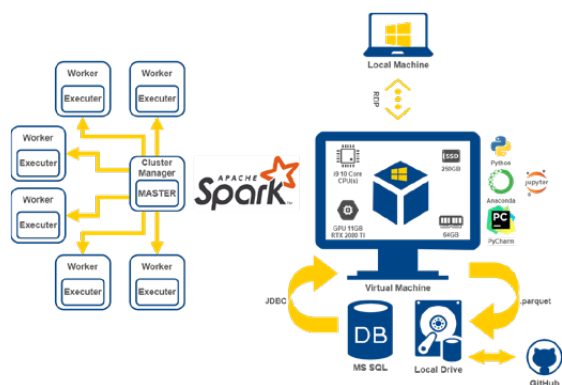 Worker
Executer
Worker
Executer
Worker
Executer
Worker
Executer
Worker
Executer
Worker
Executer
Cluster
Manager
MASTER
APACHE
Spark
TM
Local Machine
RDP
i9 10 Core
CPU(s)
SSD
250GB
GPU 11GB
RTX 2080 TI
64GB
Virtual Machine
Python
Anaconda
jupyter
PC
PyCharm
JDBC
DB
MS SQL
.parquet
Local Drive
GitHub